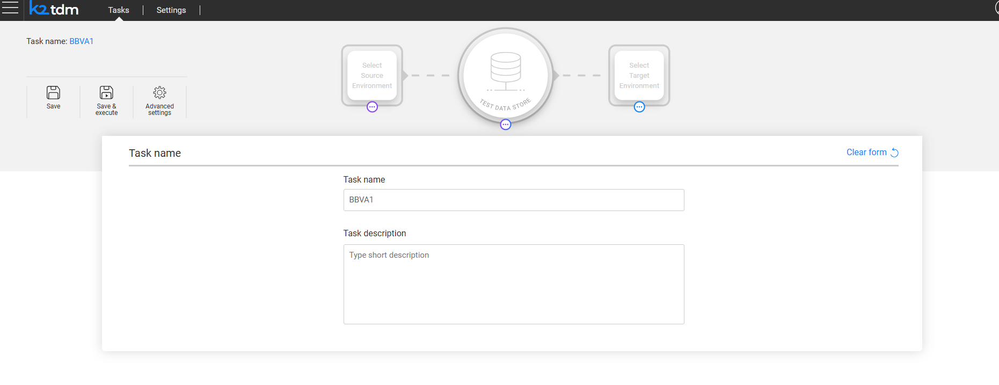 k2tdm
Tasks
Settings
Task name: BBVA1
Save
Save &
execute
Advanced
settings
Select
Source
Environment
TEST DATA STORE
Select
Target
Environment
Task name
Clear form
Task name
BBVA1
Task description
Type short description